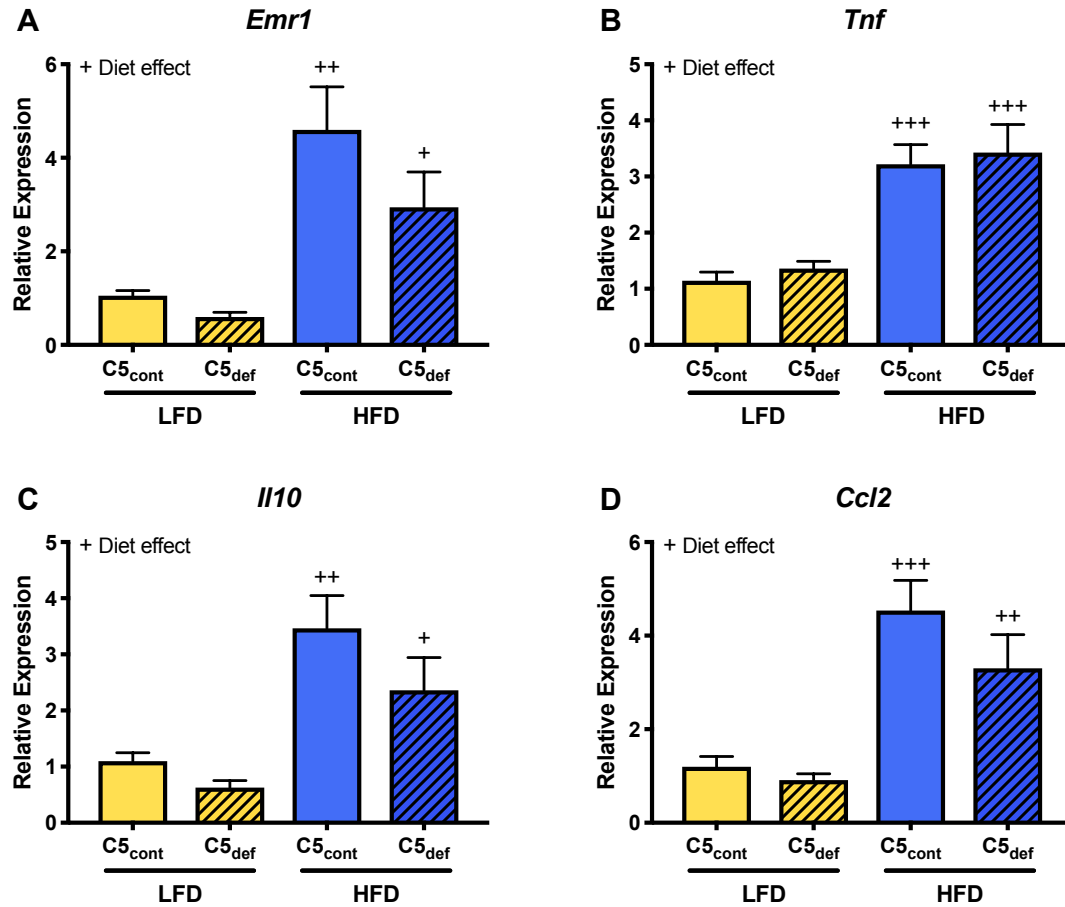 A
Emr1
+ Diet effect
++
+
Relative Expression
6
4
2
0
C5cont
C5def
C5cont
C5def
LFD
HFD
B
Tnf
+ Diet effect
+++
+++
Relative Expression
5
4
3
2
1
0
C5cont
C5def
C5cont
C5def
LFD
HFD
C
Il10
+ Diet effect
++
+
Relative Expression
5
4
3
2
1
0
C5cont
C5def
C5cont
C5def
LFD
HFD
D
Ccl2
+ Diet effect
+++
++
Relative Expression
6
4
2
0
C5cont
C5def
C5cont
C5def
LFD
HFD